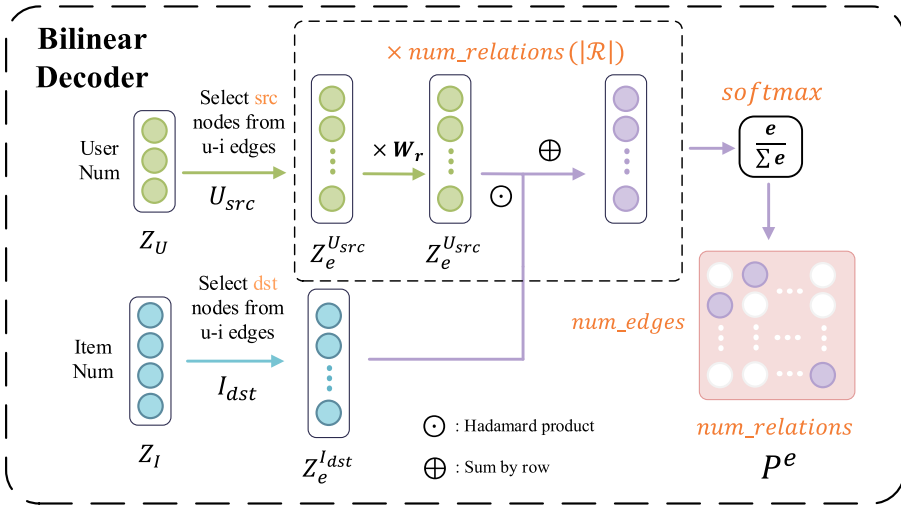 Bilinear
Decoder
× num_relations(|ℛ|)
softmax
Select src
nodes from
u-i edges
User
Num
U_src
× W_r
⊕
⊙
e
∑ e
Z_U
Z_e^{U_src}
Z_e^{U_src}
Select dst
nodes from
u-i edges
Item
Num
I_dst
num_edges
Z_I
Z_e^{I_dst}
⊙ : Hadamard product
⊕ : Sum by row
num_relations
P^e